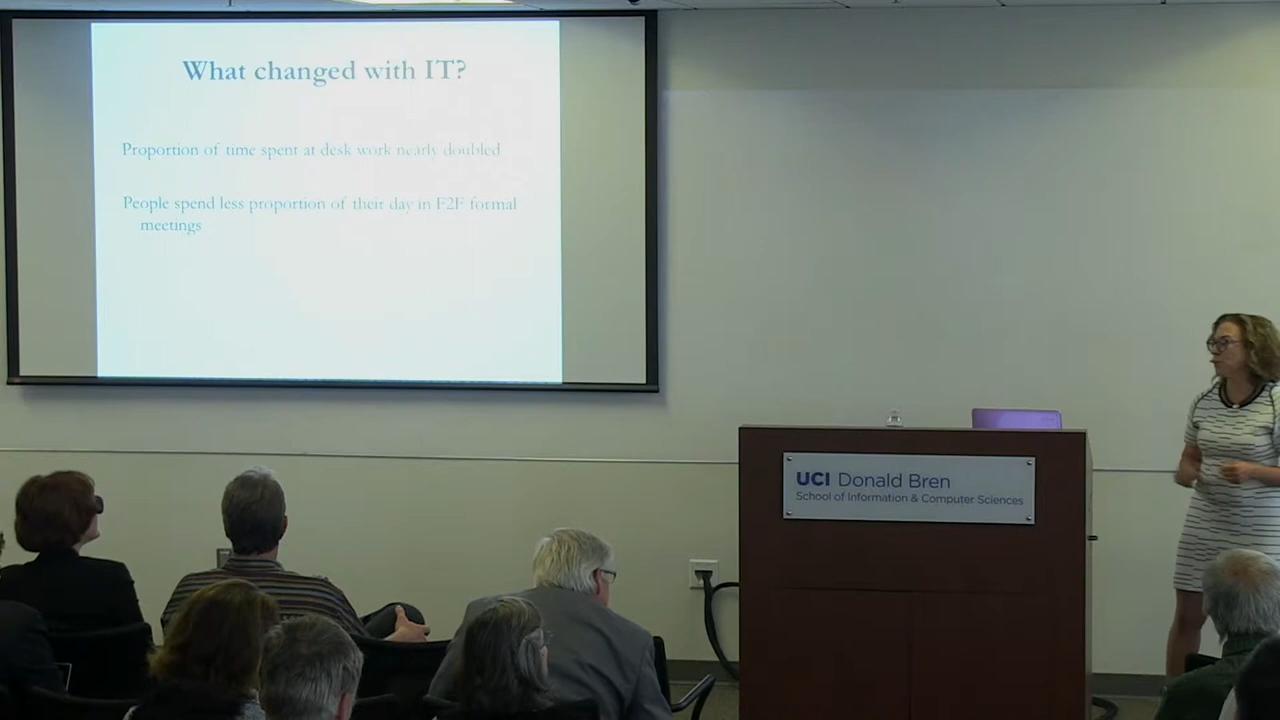 What changed with IT?
Proportion of time spent at desk work nearly doubled
People spend less proportion of their day in F2F formal
meetings
UCI Donald Bren
School of Information & Computer Sciences